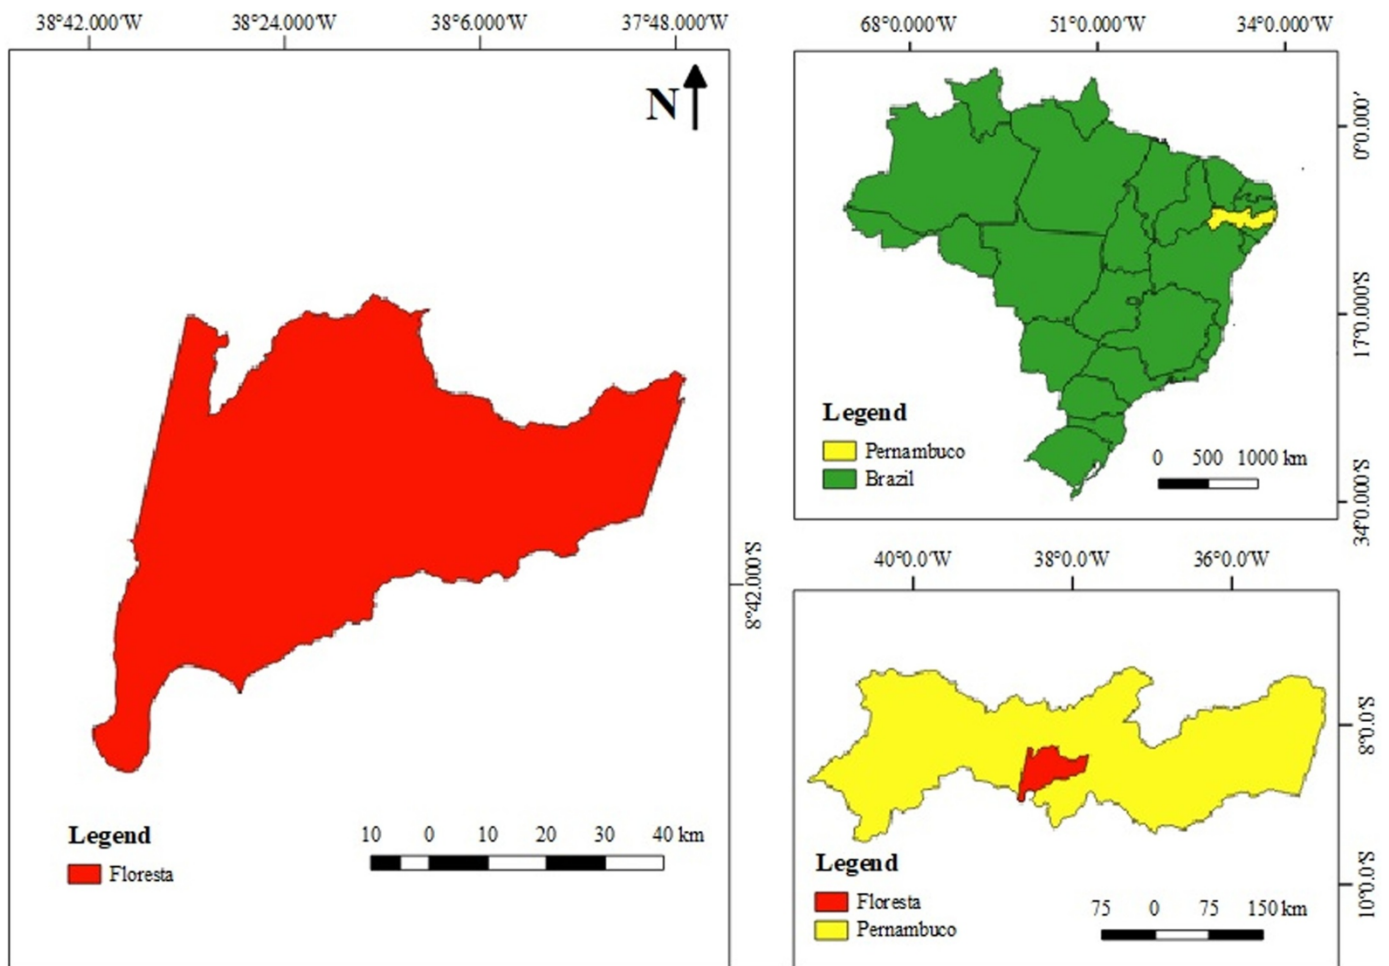 38°42.000'W 38°24.000'W 38°6.000'W 37°48.000'W
N
8°42.000'S
Legend
Floresta
10 0 10 20 30 40 km
68°0.000'W 51°0.000'W 34°0.000'W
0°0.000'
17°0.000'S
34°0.000'S
Legend
Pernambuco
Brazil
0 500 1000 km
40°0.0'W 38°0.0'W 36°0.0'W
8°0.0'S
10°0.0'S
Legend
Floresta
Pernambuco
75 0 75 150 km